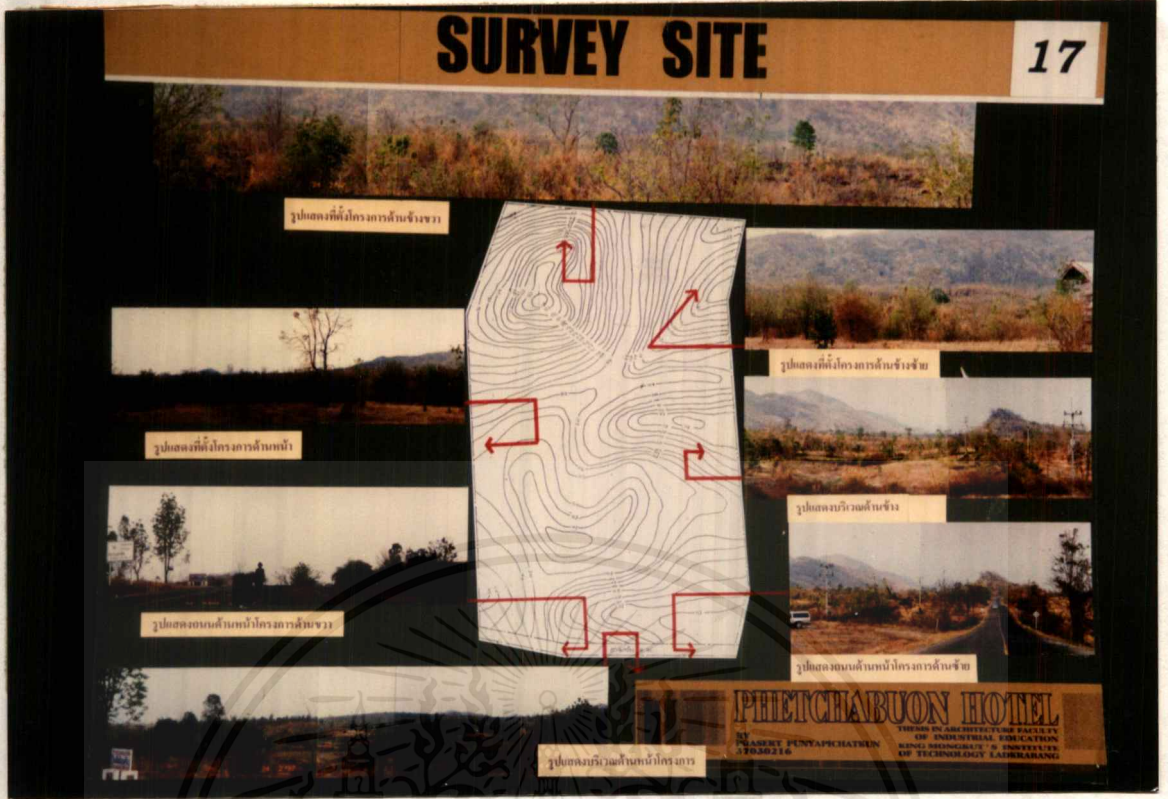 SURVEY SITE
17
รูปแสดงที่ตั้งโครงการด้านข้างขวา
รูปแสดงที่ตั้งโครงการด้านข้างซ้าย
รูปแสดงที่ตั้งโครงการด้านหน้า
รูปแสดงบริเวณด้านข้าง
รูปแสดงถนนด้านหน้าโครงการด้านขวา
รูปแสดงถนนด้านหน้าโครงการด้านซ้าย
รูปแสดงบริเวณด้านหน้าโครงการ
PHETCHABUON HOTEL
BY
PRASERT PUNYAPICHATKUN
37030216
THESIS IN ARCHITECTURE FACULTY
OF INDUSTRIAL EDUCATION
KING MONGKUT'S INSTITUTE
OF TECHNOLOGY LADKRABANG